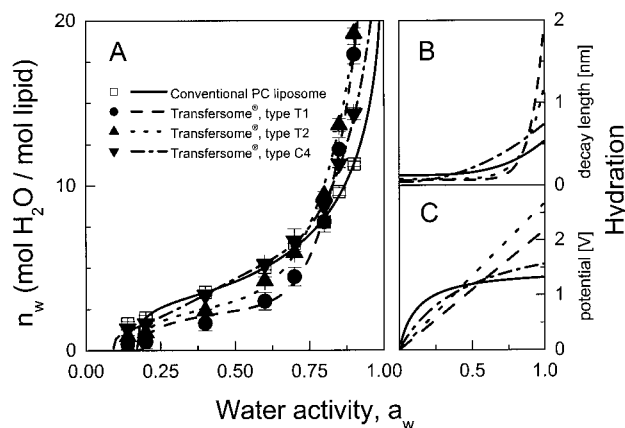 A
20
10
0
n_w (mol H_2O / mol lipid)
Conventional PC liposome
Transfersome®, type T1
Transfersome®, type T2
Transfersome®, type C4
0.00 0.25 0.50 0.75 1.00
Water activity, a_w
B
2
1
0
decay length [nm]
C
2
1
0
potential [V]
0.0 0.5 1.0
Hydration